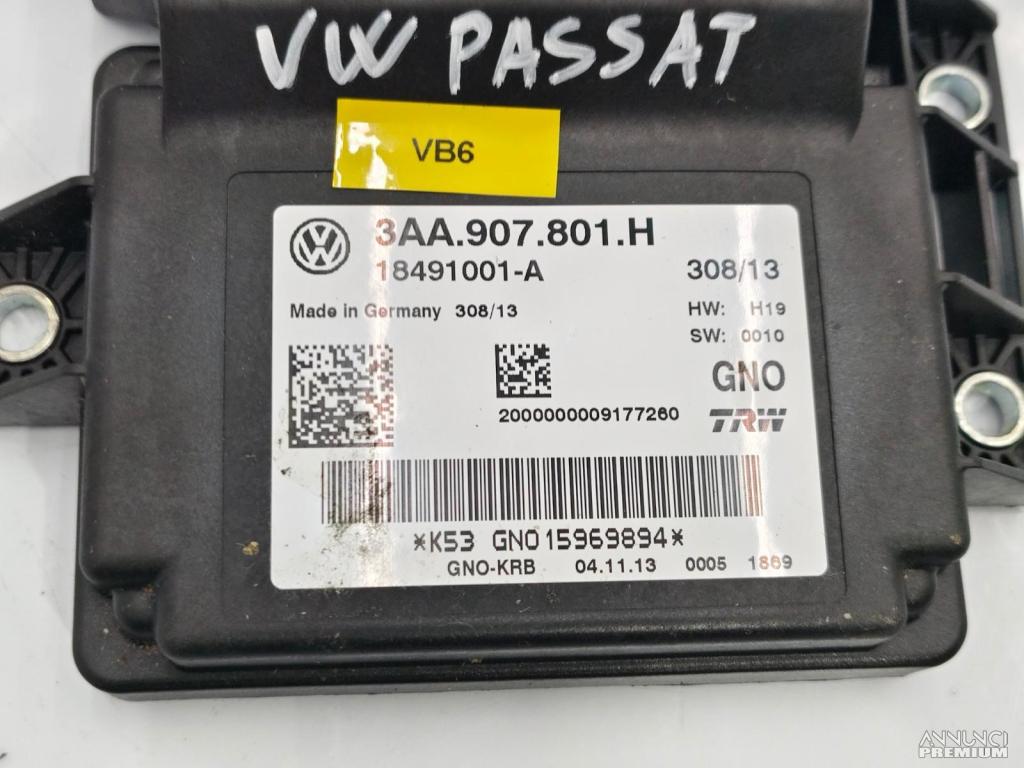 VW PASSAT
VB6
3AA.907.801.H
18491001-A 308/13
Made in Germany 308/13 HW: H19
SW: 0010
GNO
2000000009177260 TRW
*K53 GNO15969894*
GNO-KRB 04.11.13 0005 1869
ANNUNCI
PREMIUM